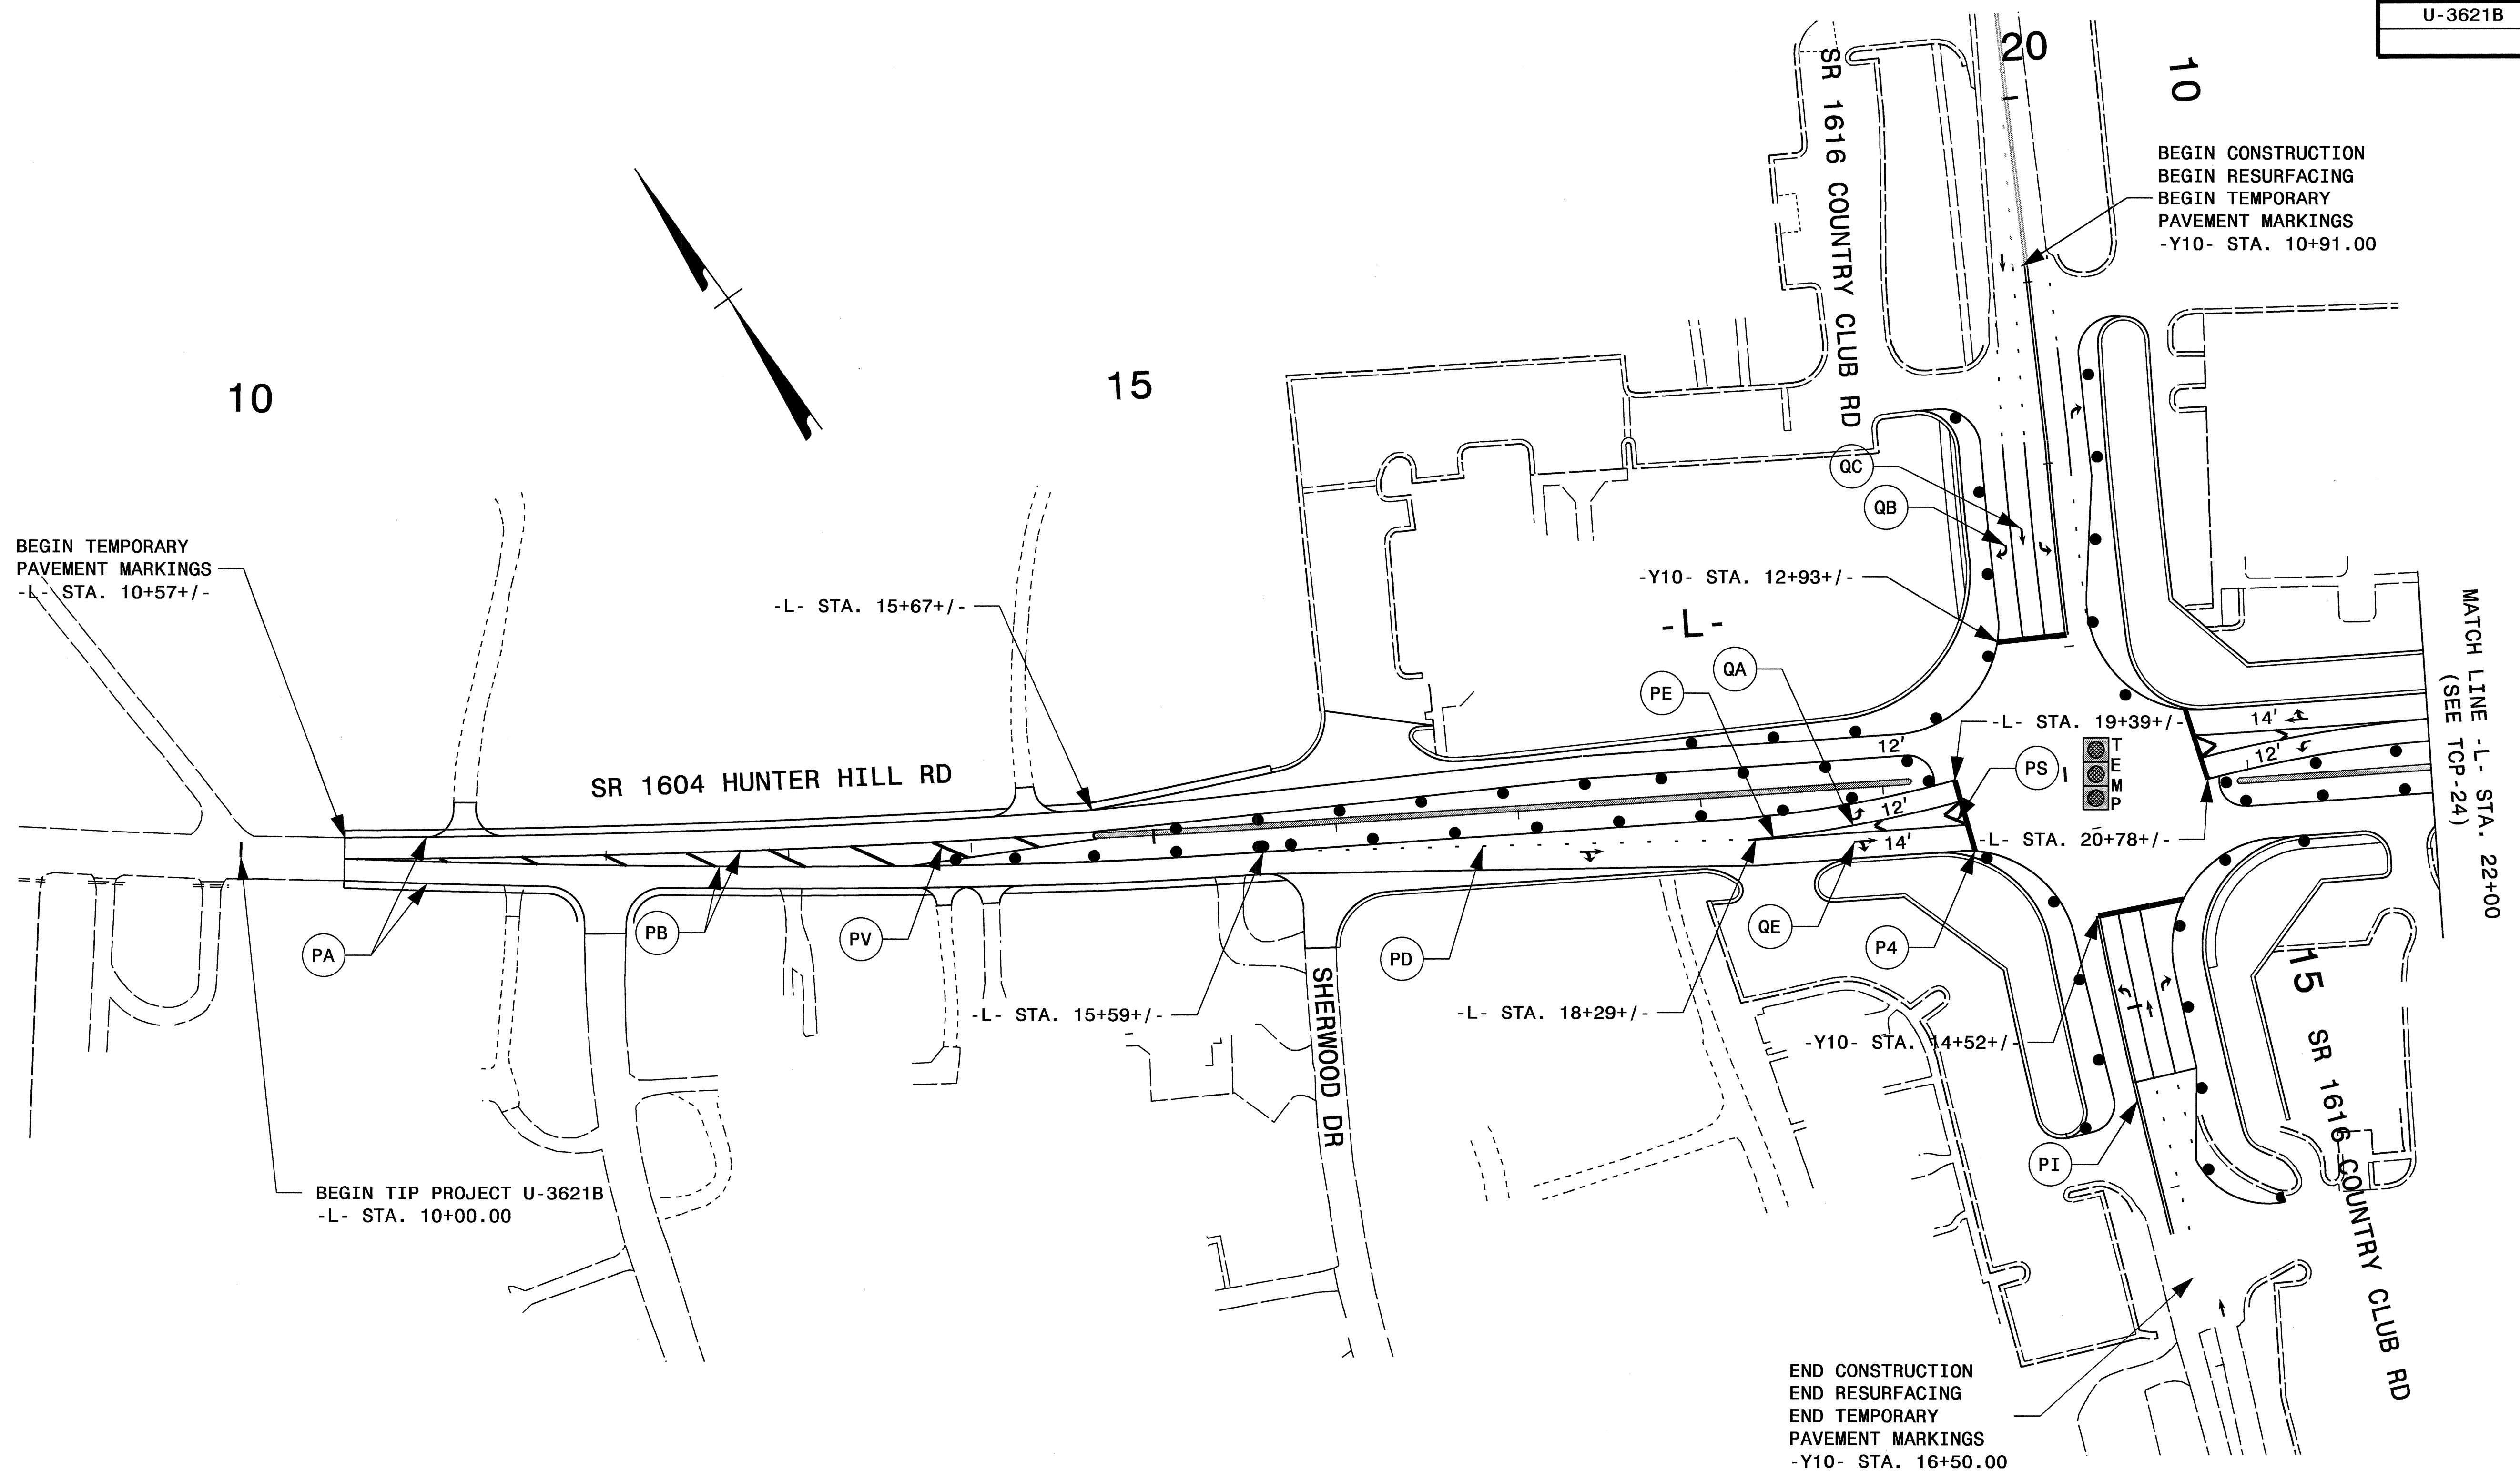 U-3621B
20
10
SR 1616 COUNTRY CLUB RD
BEGIN CONSTRUCTION
BEGIN RESURFACING
BEGIN TEMPORARY
PAVEMENT MARKINGS
-Y10- STA. 10+91.00
10
15
QC
QB
BEGIN TEMPORARY
PAVEMENT MARKINGS
-L- STA. 10+57+/-
-L- STA. 15+67+/-
-Y10- STA. 12+93+/-
-L-
QA
PE
MATCH LINE -L- STA. 22+00
(SEE TCP-24)
-L- STA. 19+39+/-
14'
12'
12'
PS
TEMP
SR 1604 HUNTER HILL RD
12'
14'
-L- STA. 20+78+/-
PA
PB
PV
PD
QE
P4
15
-L- STA. 15+59+/-
-L- STA. 18+29+/-
-Y10- STA. 14+52+/-
SHERWOOD DR
SR 1616 COUNTRY CLUB RD
PI
BEGIN TIP PROJECT U-3621B
-L- STA. 10+00.00
END CONSTRUCTION
END RESURFACING
END TEMPORARY
PAVEMENT MARKINGS
-Y10- STA. 16+50.00